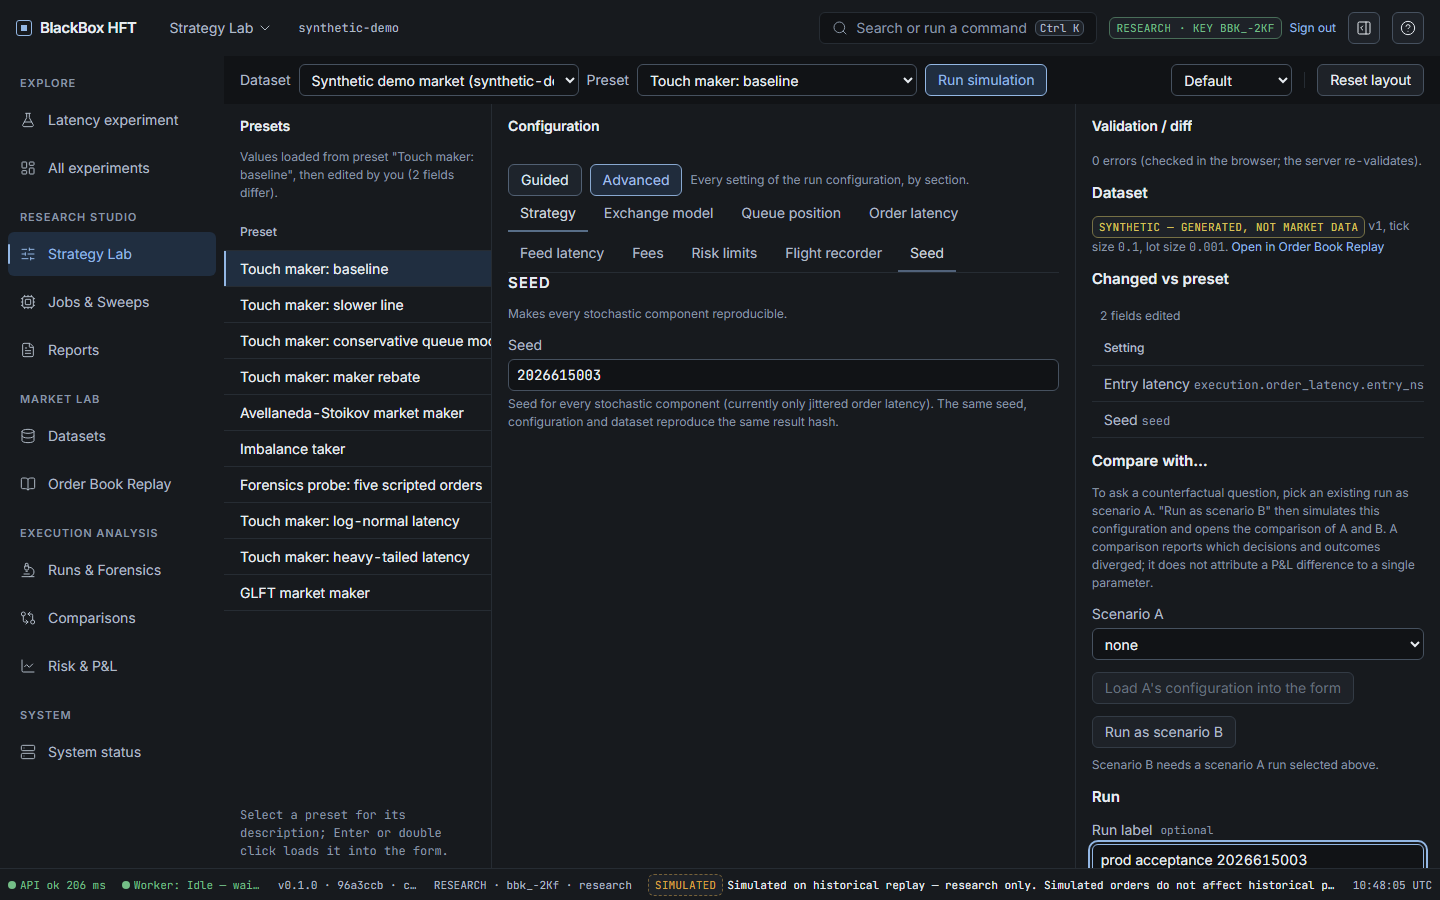 BlackBox HFT
Strategy Lab
synthetic-demo
Search or run a command Ctrl K
RESEARCH · KEY BBK_-2KF
Sign out
EXPLORE
Latency experiment
All experiments
RESEARCH STUDIO
Strategy Lab
Jobs & Sweeps
Reports
MARKET LAB
Datasets
Order Book Replay
EXECUTION ANALYSIS
Runs & Forensics
Comparisons
Risk & P&L
SYSTEM
System status
Dataset
Synthetic demo market (synthetic-d
Preset
Touch maker: baseline
Run simulation
Default
Reset layout
Presets
Values loaded from preset "Touch maker:
baseline", then edited by you (2 fields
differ).
Preset
Touch maker: baseline
Touch maker: slower line
Touch maker: conservative queue mo
Touch maker: maker rebate
Avellaneda-Stoikov market maker
Imbalance taker
Forensics probe: five scripted orders
Touch maker: log-normal latency
Touch maker: heavy-tailed latency
GLFT market maker
Select a preset for its
description; Enter or double
click loads it into the form.
Configuration
Guided
Advanced
Every setting of the run configuration, by section.
Strategy
Exchange model
Queue position
Order latency
Feed latency
Fees
Risk limits
Flight recorder
Seed
SEED
Makes every stochastic component reproducible.
Seed
2026615003
Seed for every stochastic component (currently only jittered order latency). The same seed,
configuration and dataset reproduce the same result hash.
Validation / diff
0 errors (checked in the browser; the server re-validates).
Dataset
SYNTHETIC — GENERATED, NOT MARKET DATA v1, tick
size 0.1, lot size 0.001. Open in Order Book Replay
Changed vs preset
2 fields edited
Setting
Entry latency execution.order_latency.entry_ns
Seed seed
Compare with…
To ask a counterfactual question, pick an existing run as
scenario A. "Run as scenario B" then simulates this
configuration and opens the comparison of A and B. A
comparison reports which decisions and outcomes
diverged; it does not attribute a P&L difference to a single
parameter.
Scenario A
none
Load A's configuration into the form
Run as scenario B
Scenario B needs a scenario A run selected above.
Run
Run label optional
prod acceptance 2026615003
API ok 206 ms
Worker: Idle — wai…
v0.1.0 · 96a3ccb · c…
RESEARCH · bbk_-2Kf · research
SIMULATED
Simulated on historical replay — research only. Simulated orders do not affect historical p…
10:48:05 UTC